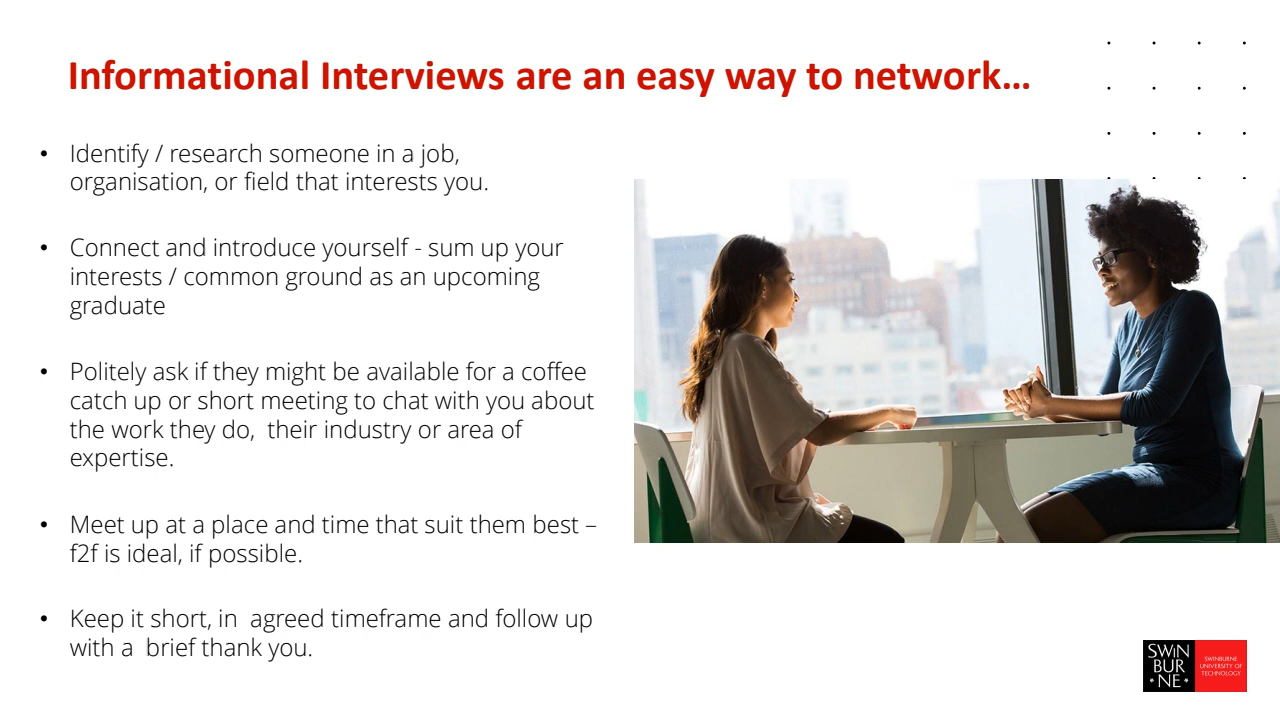 Informational Interviews are an easy way to network...
• Identify / research someone in a job,
organisation, or field that interests you.
• Connect and introduce yourself - sum up your
interests / common ground as an upcoming
graduate
• Politely ask if they might be available for a coffee
catch up or short meeting to chat with you about
the work they do,  their industry or area of
expertise.
• Meet up at a place and time that suit them best –
f2f is ideal, if possible.
• Keep it short, in  agreed timeframe and follow up
with a  brief thank you.
SWIN
BUR
NE
SWINBURNE
UNIVERSITY OF
TECHNOLOGY